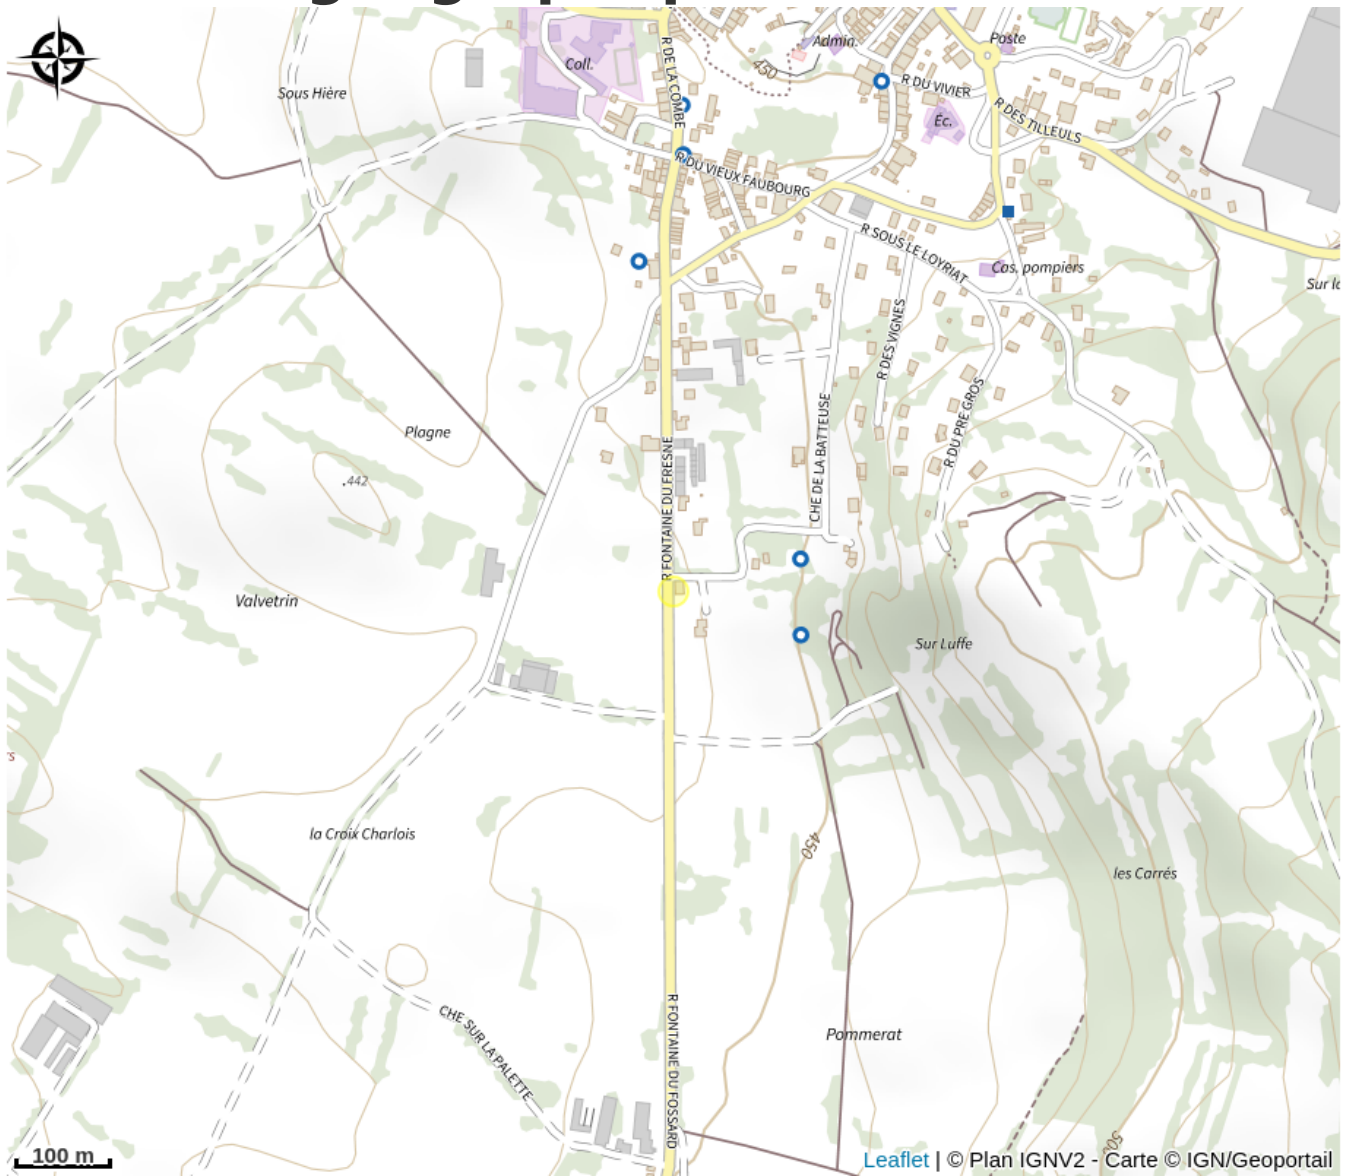 R DE LA COMBE
Coll.
Admin.
Poste
450
Sous Hière
R DU VIVIER
R DES TILLEULS
Éc.
R DU VIEUX FAUBOURG
R SOUS LE LOYRIAT
Cas. pompiers
R DES VIGNES
R DU PRE GROS
CHE DE LA BATTEUSE
Plagne
.442
R FONTAINE DU FRESNE
Valvetrin
Sur Luffe
la Croix Charlois
450
les Carrés
R FONTAINE DU FOSSARD
CHE SUR LA PALETTE
Pommerat
100 m
Leaflet | © Plan IGNV2 - Carte © IGN/Geoportail